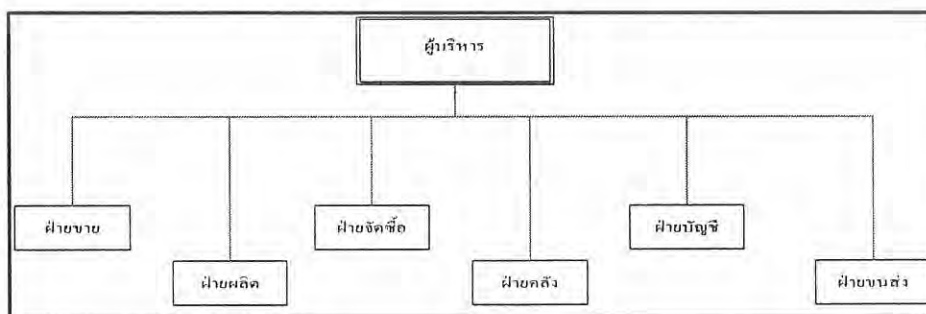 ผู้บริหาร
ฝ่ายขาย
ฝ่ายจัดซื้อ
ฝ่ายบัญชี
ฝ่ายผลิต
ฝ่ายคลัง
ฝ่ายขนส่ง